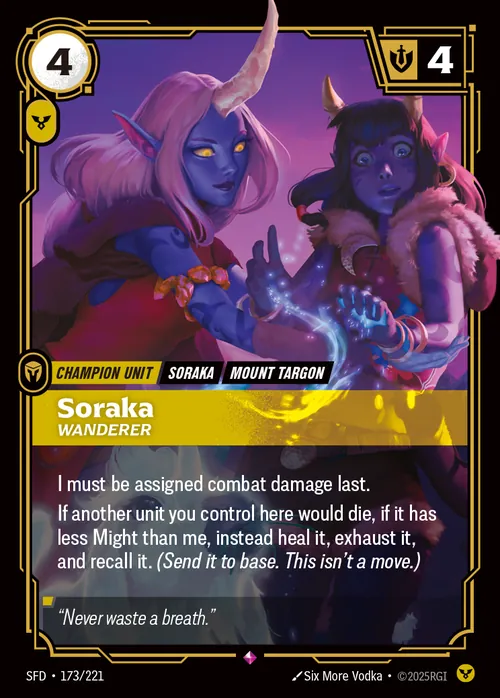 4
4
CHAMPION UNIT SORAKA MOUNT TARGON
Soraka
WANDERER
I must be assigned combat damage last.
If another unit you control here would die, if it has
less Might than me, instead heal it, exhaust it,
and recall it. (Send it to base. This isn't a move.)
"Never waste a breath."
SFD • 173/221 Six More Vodka • ©2025RGI